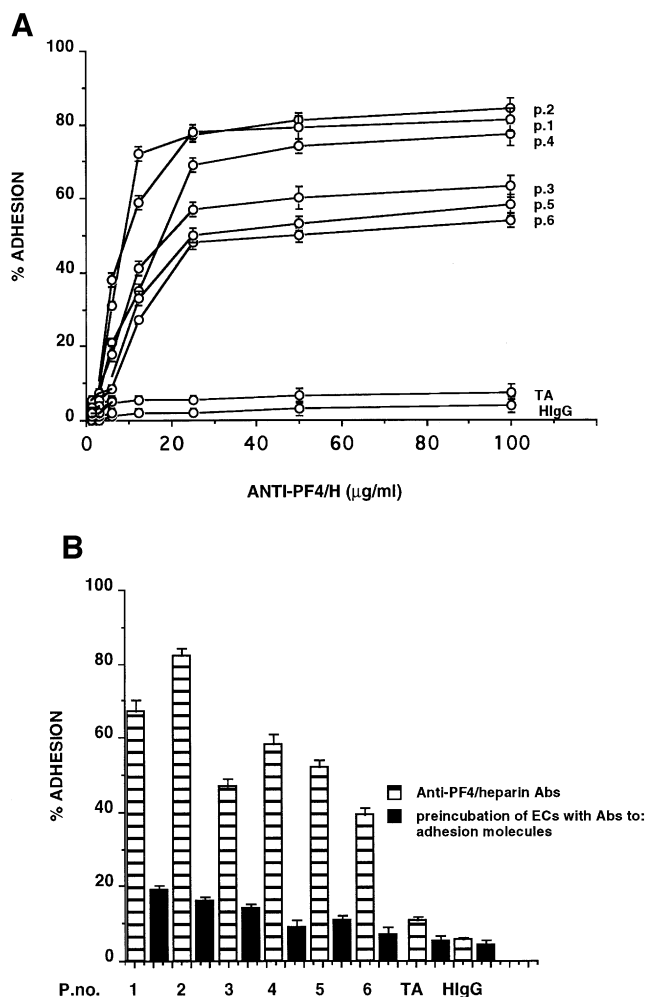 A
100
80
60
40
20
0
% ADHESION
p.2
p.1
p.4
p.3
p.5
p.6
TA
HIgG
0 20 40 60 80 100
ANTI-PF4/H (μg/ml)
B
100
80
60
40
20
0
% ADHESION
Anti-PF4/heparin Abs
preincubation of ECs with Abs to:
adhesion molecules
P.no. 1 2 3 4 5 6 TA HIgG